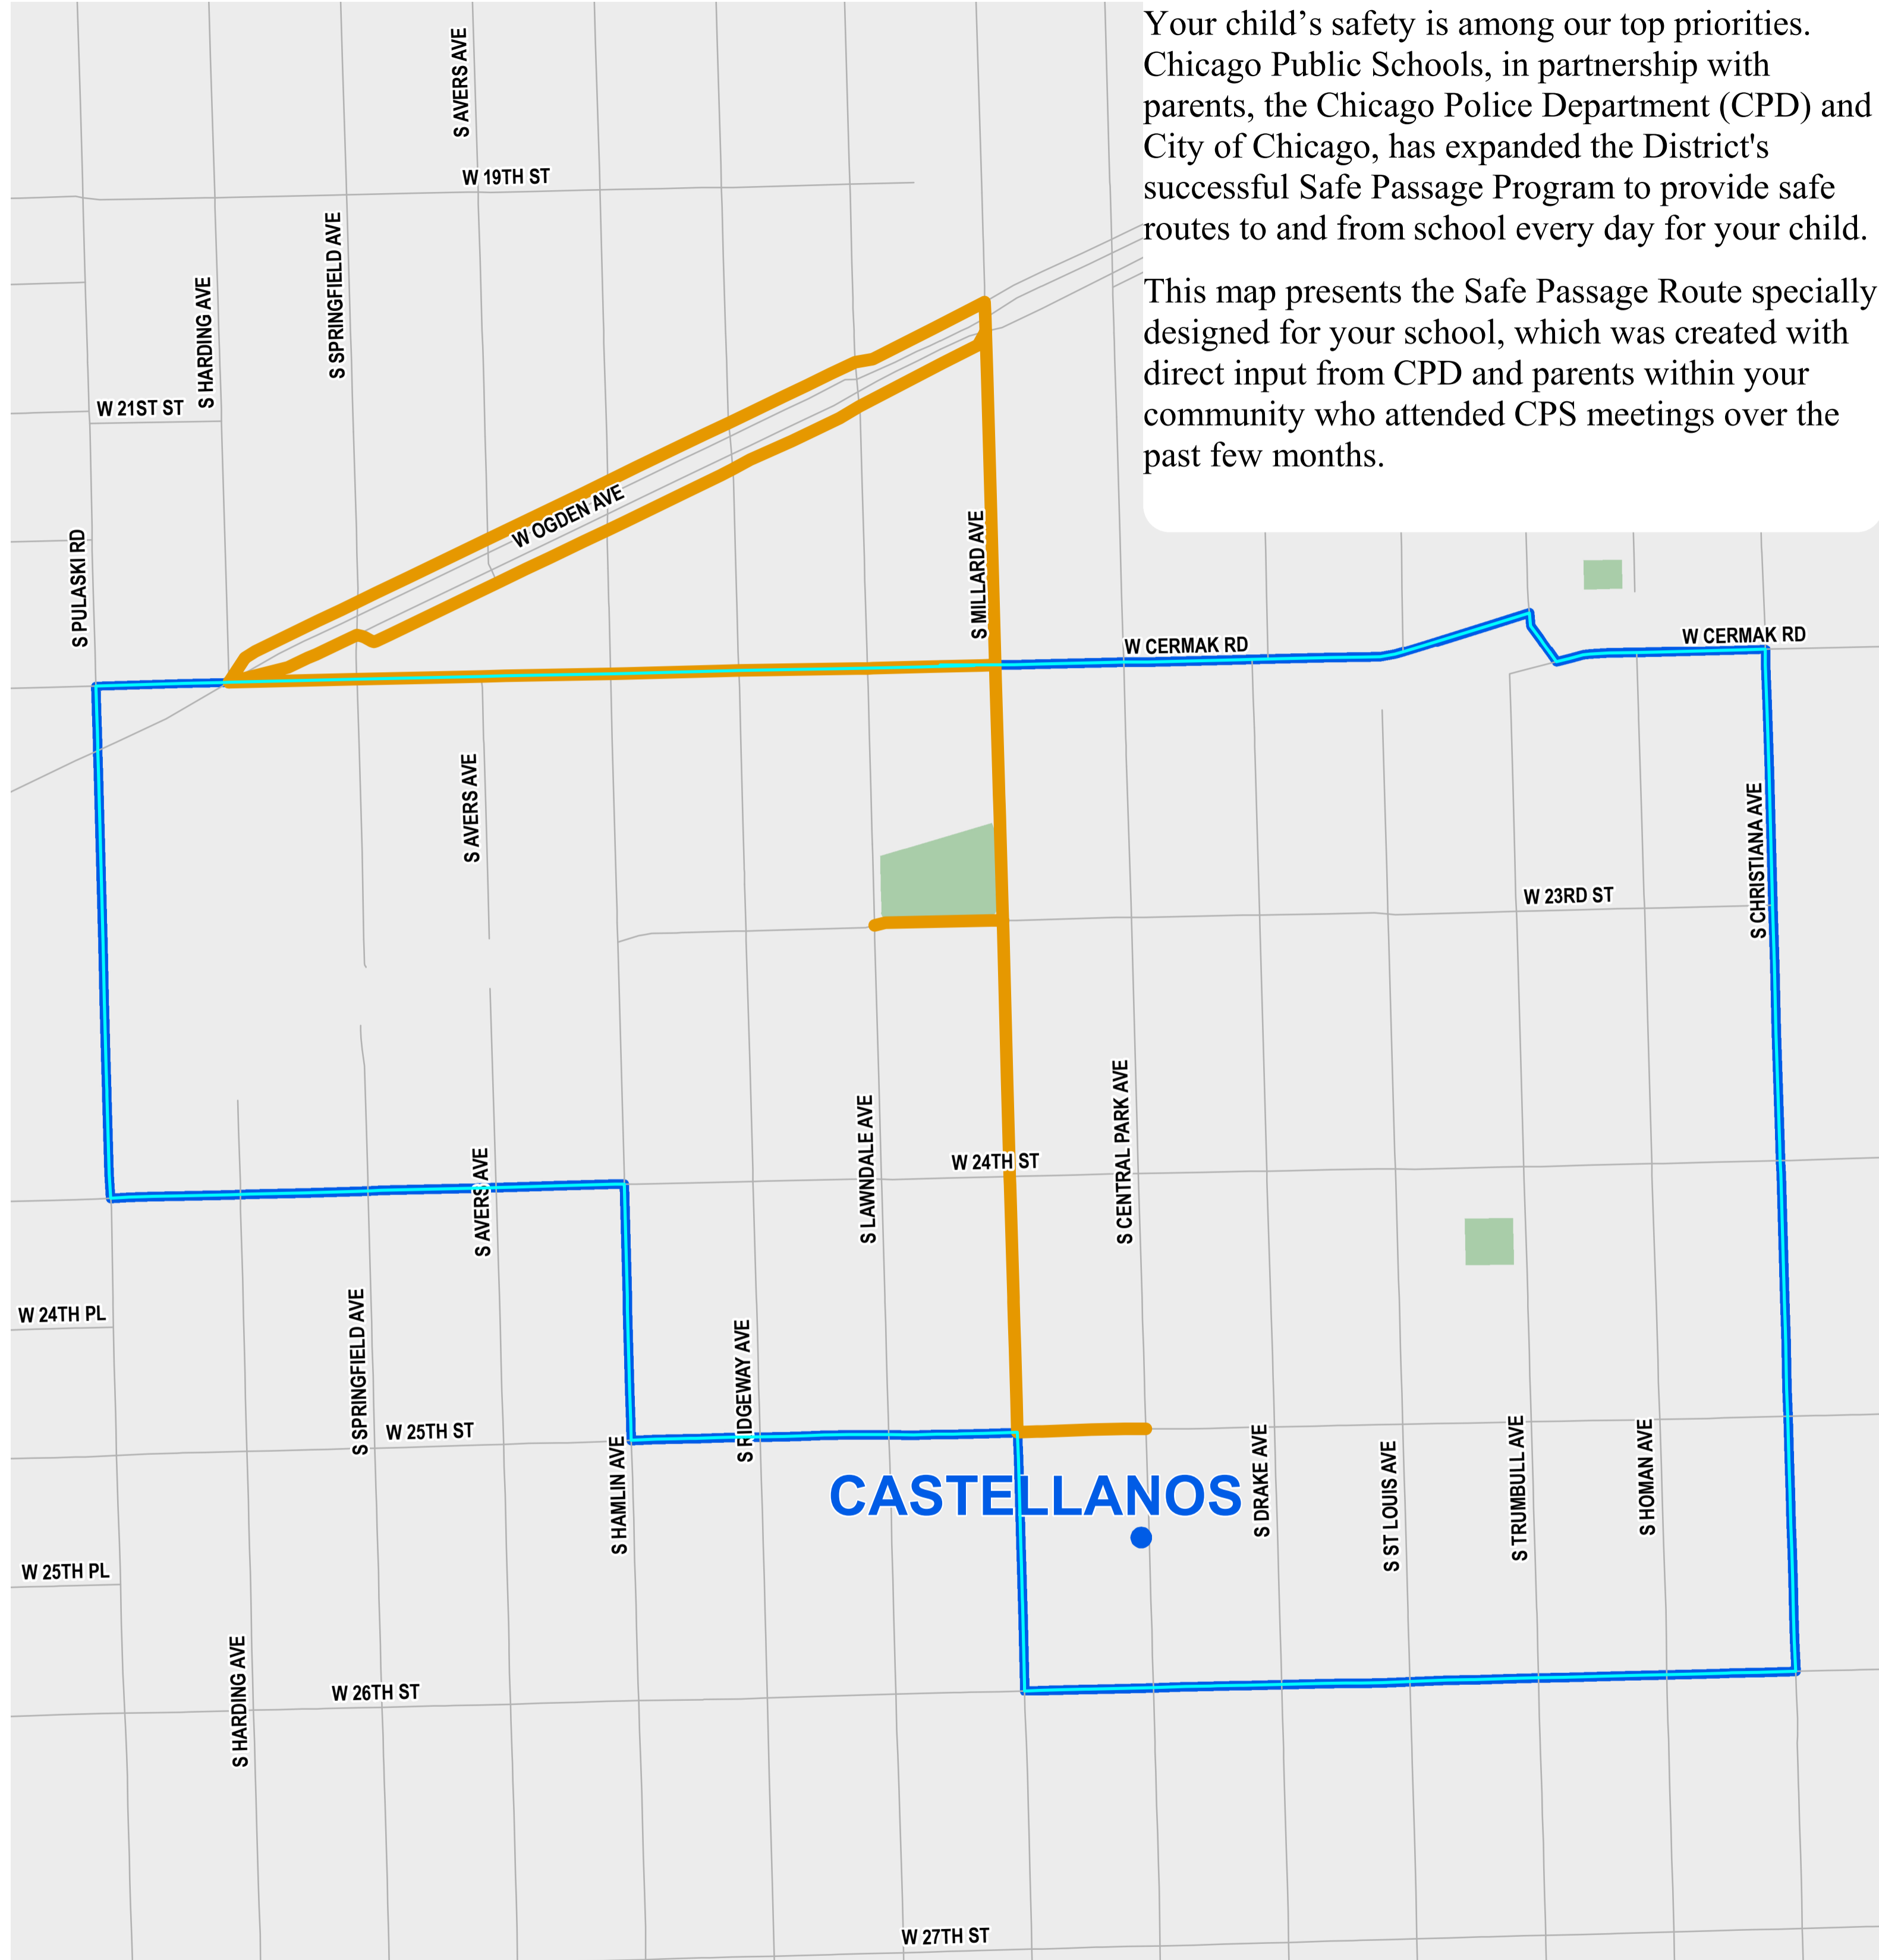 Your child’s safety is among our top priorities.
Chicago Public Schools, in partnership with
parents, the Chicago Police Department (CPD) and
City of Chicago, has expanded the District's
successful Safe Passage Program to provide safe
routes to and from school every day for your child.
This map presents the Safe Passage Route specially
designed for your school, which was created with
direct input from CPD and parents within your
community who attended CPS meetings over the
past few months.
S AVERS AVE
W 19TH ST
S SPRINGFIELD AVE
S HARDING AVE
W 21ST ST
W OGDEN AVE
S PULASKI RD
S MILLARD AVE
W CERMAK RD
W CERMAK RD
S AVERS AVE
S CHRISTIANA AVE
W 23RD ST
S LAWNDALE AVE
S CENTRAL PARK AVE
W 24TH ST
S AVERS AVE
W 24TH PL
S SPRINGFIELD AVE
S RIDGEWAY AVE
W 25TH ST
S HAMLIN AVE
CASTELLANOS
S DRAKE AVE
S ST LOUIS AVE
S TRUMBULL AVE
S HOMAN AVE
W 25TH PL
S HARDING AVE
W 26TH ST
W 27TH ST